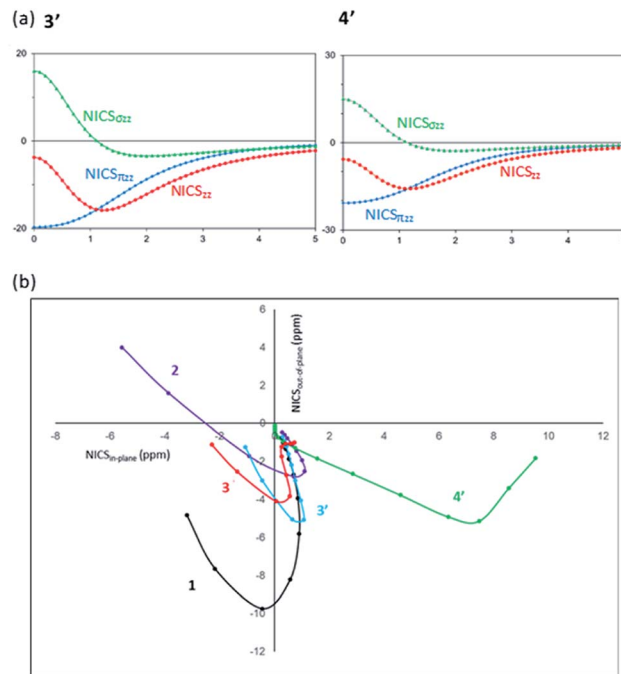 (a) 3’ 4’
20
NICSσzz
0
NICSπzz
NICSzz
-20
0 1 2 3 4 5
30
NICSσzz
0
NICSzz
NICSπzz
-30
0 1 2 3 4 5
(b)
6
4
2
0
-2
-4
-6
-8
-10
-12
NICSout-of-plane (ppm)
-8 -6 -4 -2 0 2 4 6 8 10 12
NICSin-plane (ppm)
2
3
3’
4’
1